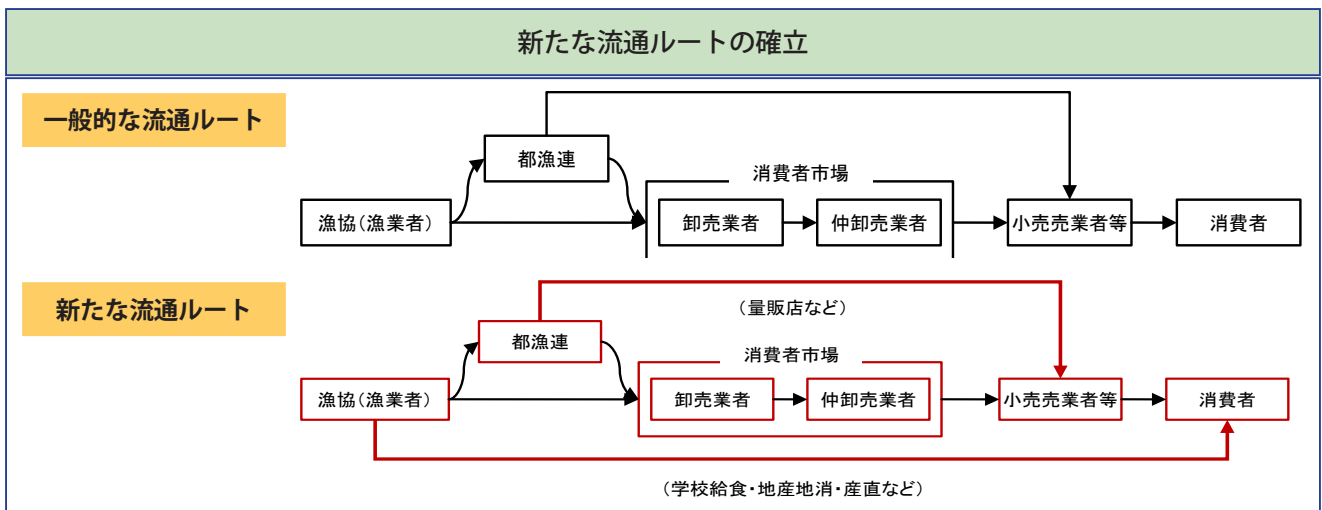 新たな流通ルートの確立
一般的な流通ルート
都漁連
消費者市場
漁協(漁業者)
卸売業者
仲卸売業者
小売売業者等
消費者
新たな流通ルート
(量販店など)
都漁連
消費者市場
漁協(漁業者)
卸売業者
仲卸売業者
小売売業者等
消費者
(学校給食・地産地消・産直など)